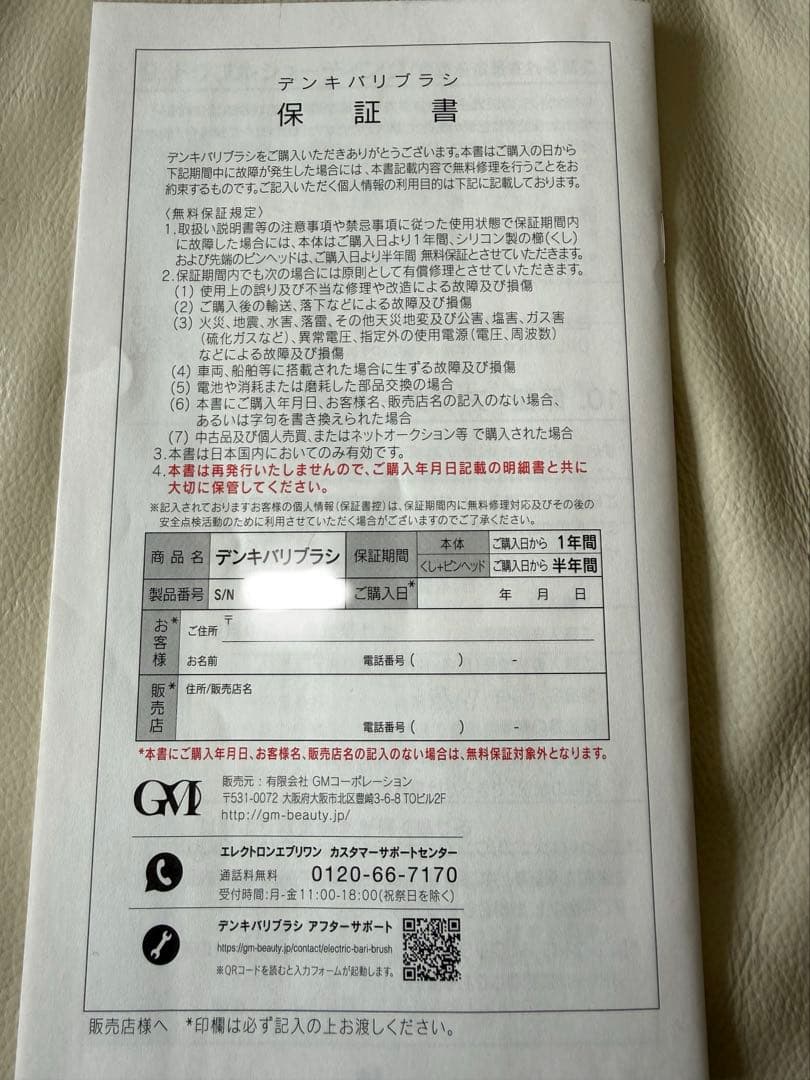 デンキバリブラシ
保証書
デンキバリブラシをご購入いただきありがとうございます。本書はご購入の日から
下記期間中に故障が発生した場合には、本書記載内容で無料修理を行うことをお
約束するものです。ご記入いただく個人情報の利用目的は下記に記載しております。
〈無料保証規定〉
1.取扱い説明書等の注意事項や禁忌事項に従った使用状態で保証期間内
に故障した場合には、本体はご購入日より1年間、シリコン製の櫛(くし)
および先端のピンヘッドは、ご購入日より半年間 無料保証とさせていただきます。
2.保証期間内でも次の場合には原則として有償修理とさせていただきます。
(1) 使用上の誤り及び不当な修理や改造による故障及び損傷
(2) ご購入後の輸送、落下などによる故障及び損傷
(3) 火災、地震、水害、落雷、その他天災地変及び公害、塩害、ガス害
(硫化ガスなど)、異常電圧、指定外の使用電源(電圧、周波数)
などによる故障及び損傷
(4) 車両、船舶等に搭載された場合に生ずる故障及び損傷
(5) 電池や消耗または磨耗した部品交換の場合
(6) 本書にご購入年月日、お客様名、販売店名の記入のない場合、
あるいは字句を書き換えられた場合
(7) 中古品及び個人売買、またはネットオークション等 で購入された場合
3.本書は日本国内においてのみ有効です。
4.本書は再発行いたしませんので、ご購入年月日記載の明細書と共に
大切に保管してください。
※記入されておりますお客様の個人情報(保証書控)は、保証期間内に無料修理対応及びその後の
安全点検活動のために利用させていただく場合がございますのでご了承ください。
商品名 デンキバリブラシ 保証期間 本体 ご購入日から 1年間
くし+ピンヘッド ご購入日から 半年間
製品番号 S/N ご購入日* 年 月 日
お客様* ご住所 〒
お名前 電話番号 ( ) -
販売店* 住所/販売店名
電話番号 ( ) -
*本書にご購入年月日、お客様名、販売店名の記入のない場合は、無料保証対象外となります。
GM
販売元:有限会社 GMコーポレーション
〒531-0072 大阪府大阪市北区豊崎3-6-8 TOビル2F
http://gm-beauty.jp/
エレクトロンエブリワン カスタマーサポートセンター
通話料無料 0120-66-7170
受付時間:月-金11:00-18:00(祝祭日を除く)
デンキバリブラシ アフターサポート
https://gm-beauty.jp/contact/electric-bari-brush
※QRコードを読むと入力フォームが起動します。
販売店様へ *印欄は必ず記入の上お渡しください。